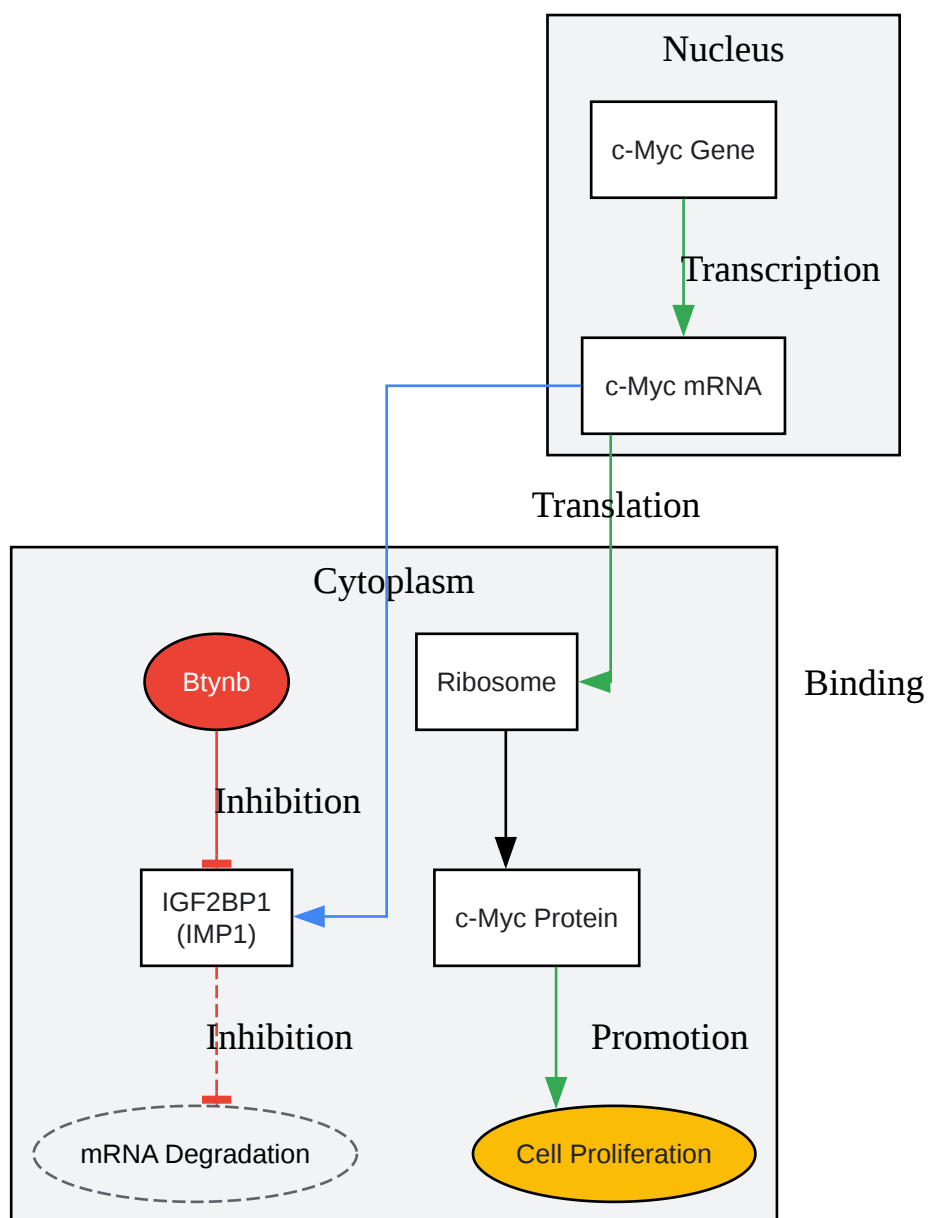 Nucleus
c-Myc Gene
Transcription
c-Myc mRNA
Translation
Cytoplasm
Btynb
Ribosome
Binding
Inhibition
IGF2BP1
(IMP1)
c-Myc Protein
Inhibition
Promotion
mRNA Degradation
Cell Proliferation